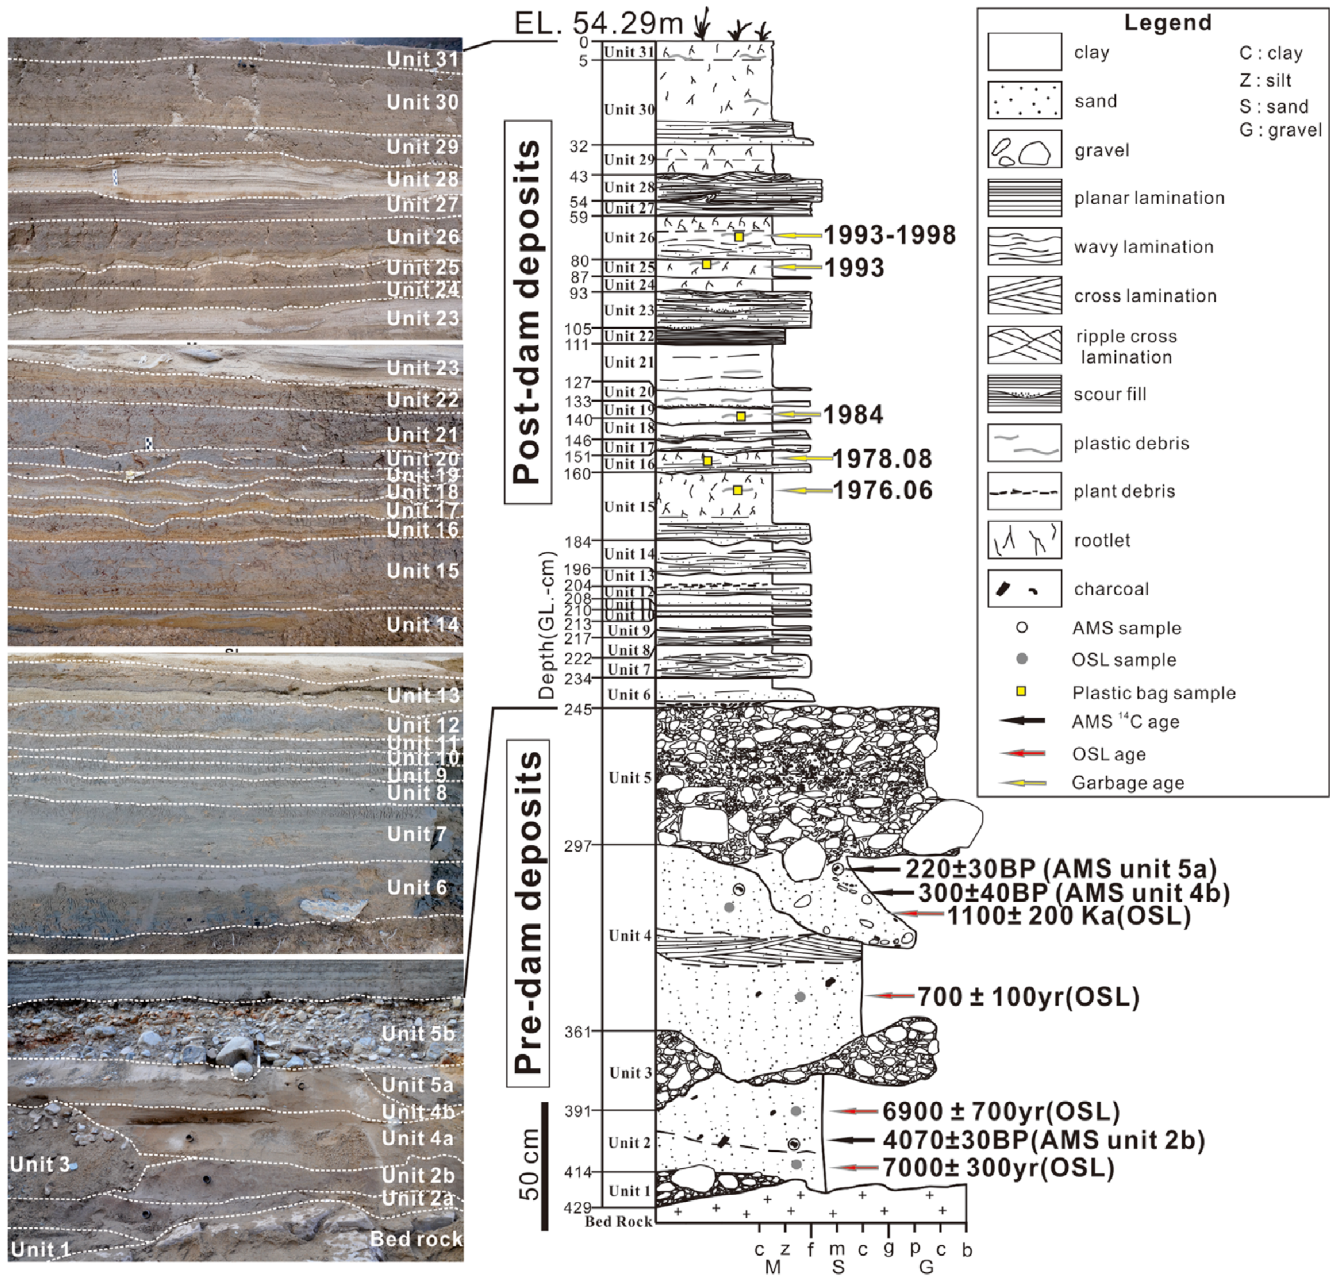 EL. 54.29m
Unit 31
Unit 30
Unit 29
Unit 28
Unit 27
Unit 26
Unit 25
Unit 24
Unit 23
Unit 23
Unit 22
Unit 21
Unit 20
Unit 19
Unit 18
Unit 17
Unit 16
Unit 15
Unit 14
Unit 13
Unit 12
Unit 11
Unit 10
Unit 9
Unit 8
Unit 7
Unit 6
Unit 5b
Unit 5a
Unit 4b
Unit 4a
Unit 3
Unit 2b
Unit 2a
Bed rock
Unit 1
Post-dam deposits
Pre-dam deposits
Depth(GL.-cm)
50 cm
0
5
32
43
54
59
80
87
93
105
111
127
133
140
146
151
160
184
196
204
208
210
213
217
222
234
245
297
361
391
414
429
Unit 31
Unit 30
Unit 29
Unit 28
Unit 27
Unit 26
Unit 25
Unit 24
Unit 23
Unit 22
Unit 21
Unit 20
Unit 19
Unit 18
Unit 17
Unit 16
Unit 15
Unit 14
Unit 13
Unit 12
Unit 11
Unit 10
Unit 9
Unit 8
Unit 7
Unit 6
Unit 5
Unit 4
Unit 3
Unit 2
Unit 1
Bed Rock
1993-1998
1993
1984
1978.08
1976.06
220±30BP (AMS unit 5a)
300±40BP (AMS unit 4b)
1100± 200 Ka(OSL)
700 ± 100yr(OSL)
6900 ± 700yr(OSL)
4070±30BP(AMS unit 2b)
7000± 300yr(OSL)
c z f m c g p c b
M S G
Legend
clay
sand
gravel
planar lamination
wavy lamination
cross lamination
ripple cross
lamination
scour fill
plastic debris
plant debris
rootlet
charcoal
AMS sample
OSL sample
Plastic bag sample
AMS 14C age
OSL age
Garbage age
C : clay
Z : silt
S : sand
G : gravel